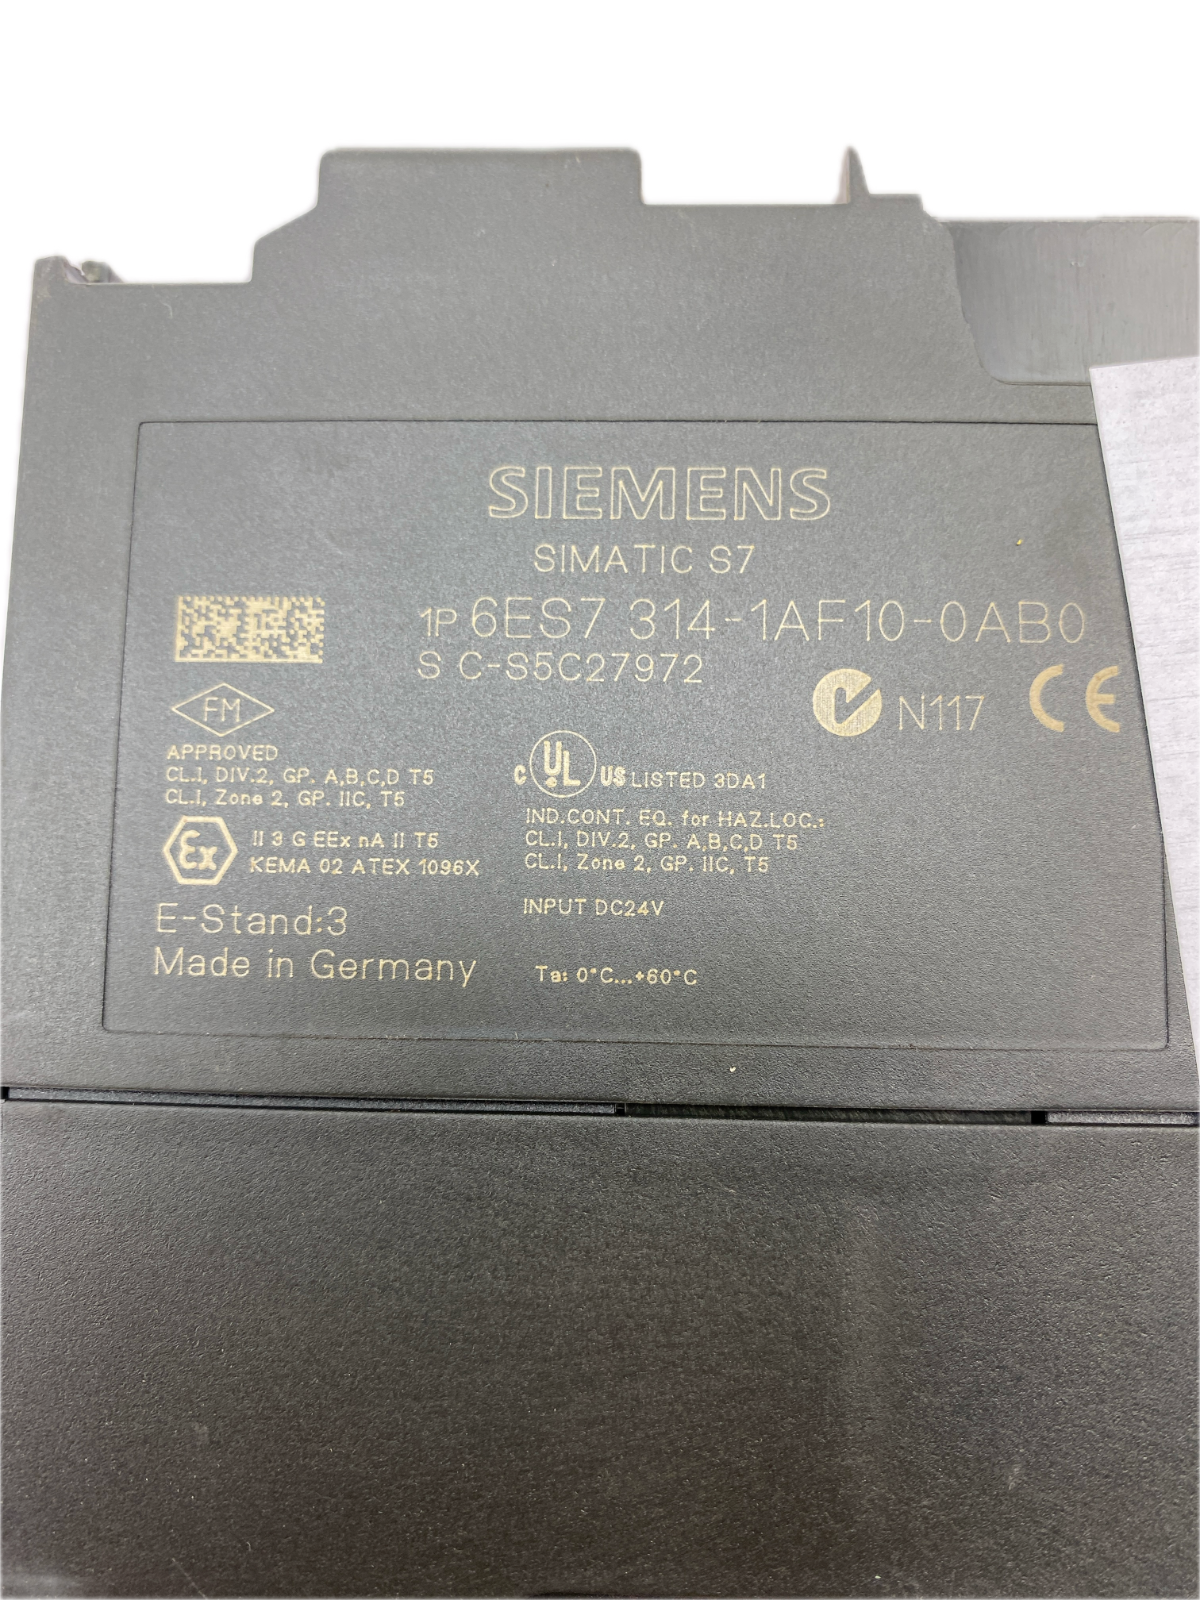 SIEMENS
SIMATIC S7
1P 6ES7 314-1AF10-0AB0
S C-S5C27972
N117 CE
FM
APPROVED
CL.I, DIV.2, GP. A,B,C,D T5
CL.I, Zone 2, GP. IIC, T5
Ex II 3 G EEx nA II T5
KEMA 02 ATEX 1096X
E-Stand:3
Made in Germany
C UL US LISTED 3DA1
IND.CONT. EQ. for HAZ.LOC.:
CL.I, DIV.2, GP. A,B,C,D T5
CL.I, Zone 2, GP. IIC, T5
INPUT DC24V
Ta: 0°C...+60°C